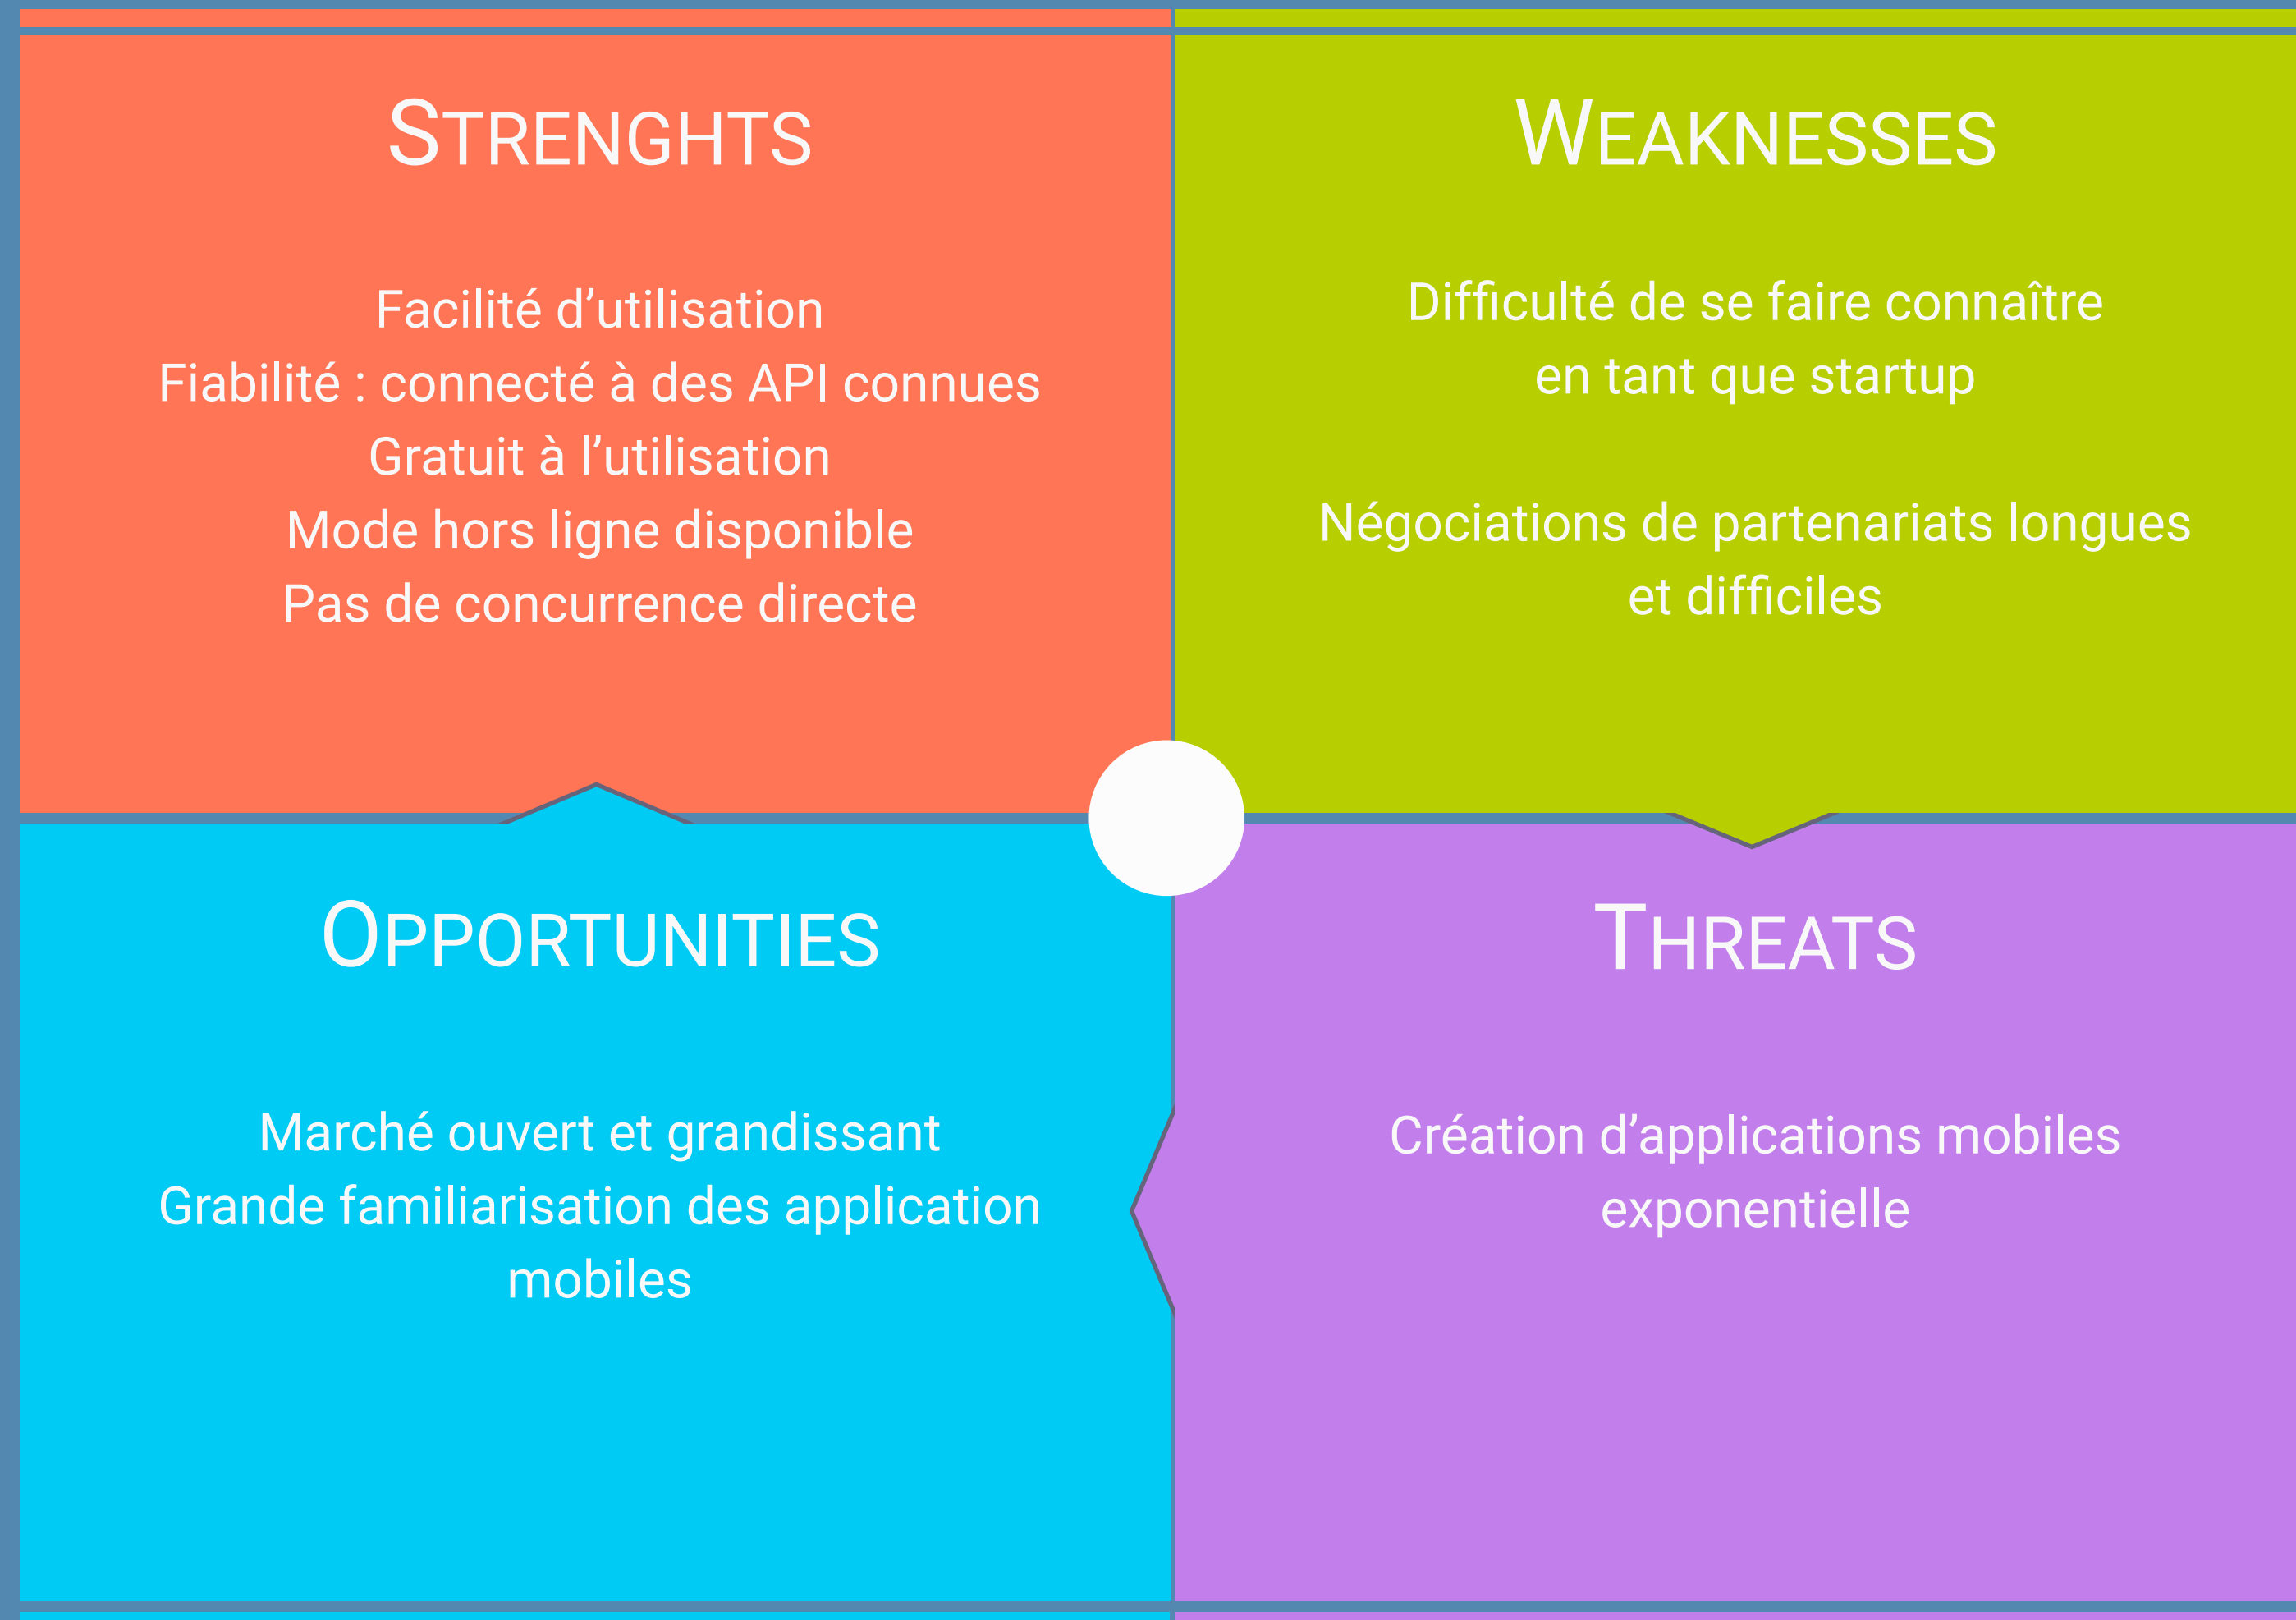 STRENGHTS
Facilité d’utilisation
Fiabilité : connecté à des API connues
Gratuit à l’utilisation
Mode hors ligne disponible
Pas de concurrence directe
WEAKNESSES
Difficulté de se faire connaître
en tant que startup
Négociations de partenariats longues
et difficiles
OPPORTUNITIES
Marché ouvert et grandissant
Grande familiarisation des application
mobiles
THREATS
Création d’applications mobiles
exponentielle